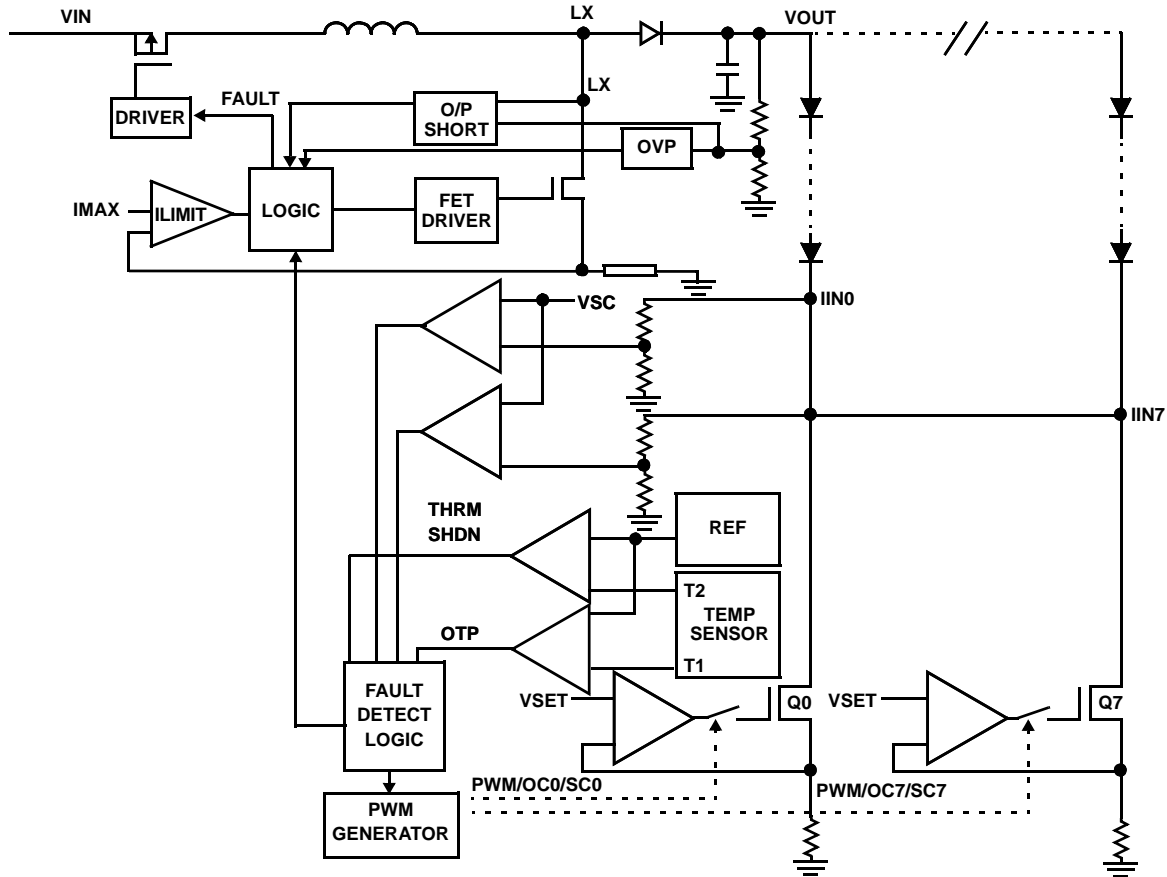 VIN
LX
VOUT
LX
FAULT
O/P
SHORT
DRIVER
OVP
IMAX
ILIMIT
LOGIC
FET
DRIVER
VSC
IIN0
IIN7
THRM
SHDN
REF
T2
TEMP
SENSOR
OTP
T1
FAULT
DETECT
LOGIC
VSET
Q0
VSET
Q7
PWM/OC0/SC0
PWM/OC7/SC7
PWM
GENERATOR